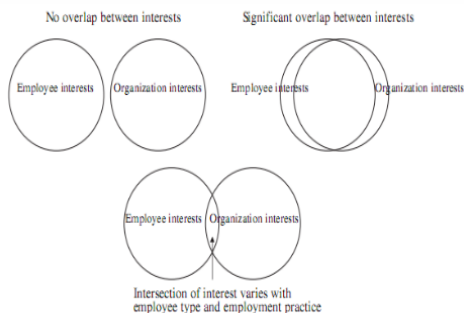 No overlap between interests
Significant overlap between interests
Employee interests
Organization interests
Employee interests
Organization interests
Employee interests
Organization interests
Intersection of interest varies with
employee type and employment practice